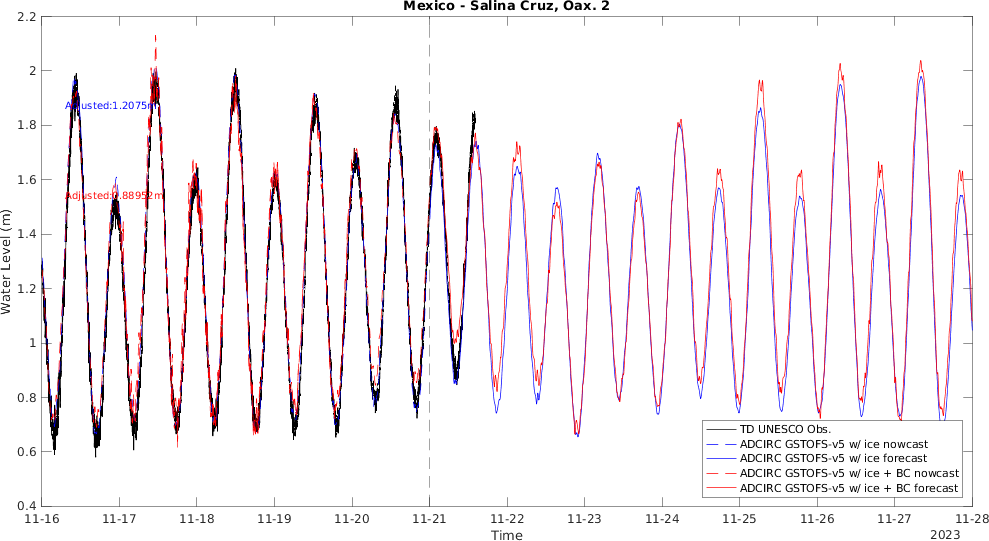 Mexico - Salina Cruz, Oax. 2
Water Level (m)
2.2
2
1.8
1.6
1.4
1.2
1
0.8
0.6
0.4
Adjusted:1.2075m
Adjusted:0.88952m
TD UNESCO Obs.
ADCIRC GSTOFS-v5 w/ ice nowcast
ADCIRC GSTOFS-v5 w/ ice forecast
ADCIRC GSTOFS-v5 w/ ice + BC nowcast
ADCIRC GSTOFS-v5 w/ ice + BC forecast
11-16 11-17 11-18 11-19 11-20 11-21 11-22 11-23 11-24 11-25 11-26 11-27 11-28
Time
2023